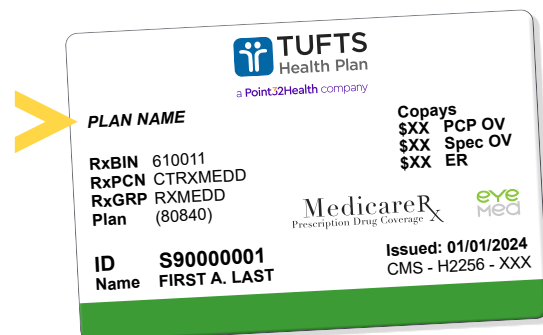 TUFTS
Health Plan
a Point32Health company
PLAN NAME
Copays
$XX PCP OV
$XX Spec OV
$XX ER
RxBIN 610011
RxPCN CTRXMEDD
RxGRP RXMEDD
Plan (80840)
MedicareRx
Prescription Drug Coverage
eye
Med
ID S90000001
Name FIRST A. LAST
Issued: 01/01/2024
CMS - H2256 - XXX